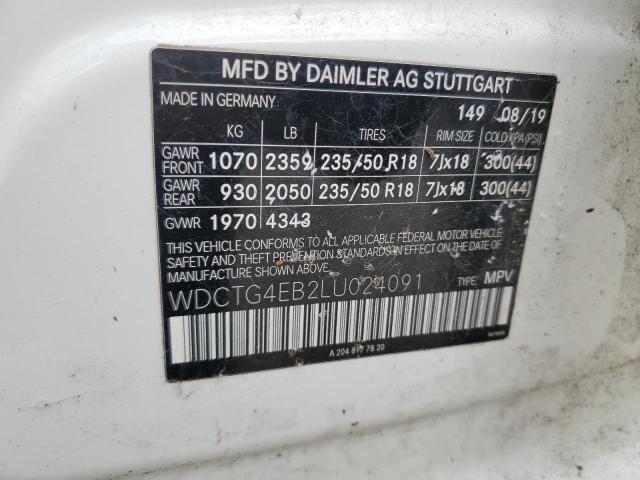 MFD BY DAIMLER AG STUTTGART
MADE IN GERMANY 149 08/19
KG LB TIRES RIM SIZE COLD KPA (PSI)
GAWR FRONT 1070 2359 235/50 R18 7Jx18 300(44)
GAWR REAR 930 2050 235/50 R18 7Jx18 300(44)
GVWR 1970 4343
THIS VEHICLE CONFORMS TO ALL APPLICABLE FEDERAL MOTOR VEHICLE
SAFETY AND THEFT PREVENTION STANDARDS IN EFFECT ON THE DATE OF
MANUFACTURE SHOWN ABOVE.
WDCTG4EB2LU024091 TYPE: MPV
A 204 817 78 20